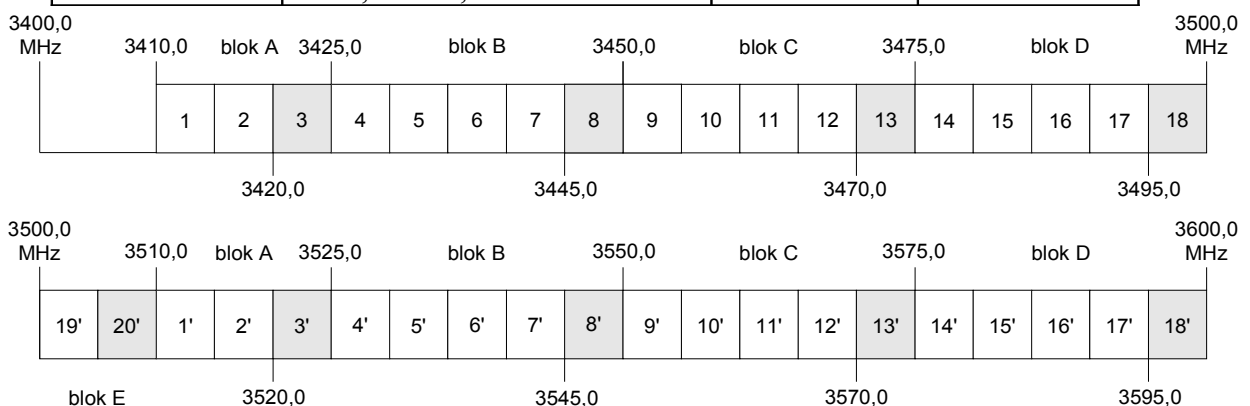 3400,0 MHz 3410,0 blok A 3425,0 blok B 3450,0 blok C 3475,0 blok D 3500,0 MHz
1 2 3 4 5 6 7 8 9 10 11 12 13 14 15 16 17 18
3420,0 3445,0 3470,0 3495,0
3500,0 MHz 3510,0 blok A 3525,0 blok B 3550,0 blok C 3575,0 blok D 3600,0 MHz
19' 20' 1' 2' 3' 4' 5' 6' 7' 8' 9' 10' 11' 12' 13' 14' 15' 16' 17' 18'
blok E 3520,0 3545,0 3570,0 3595,0